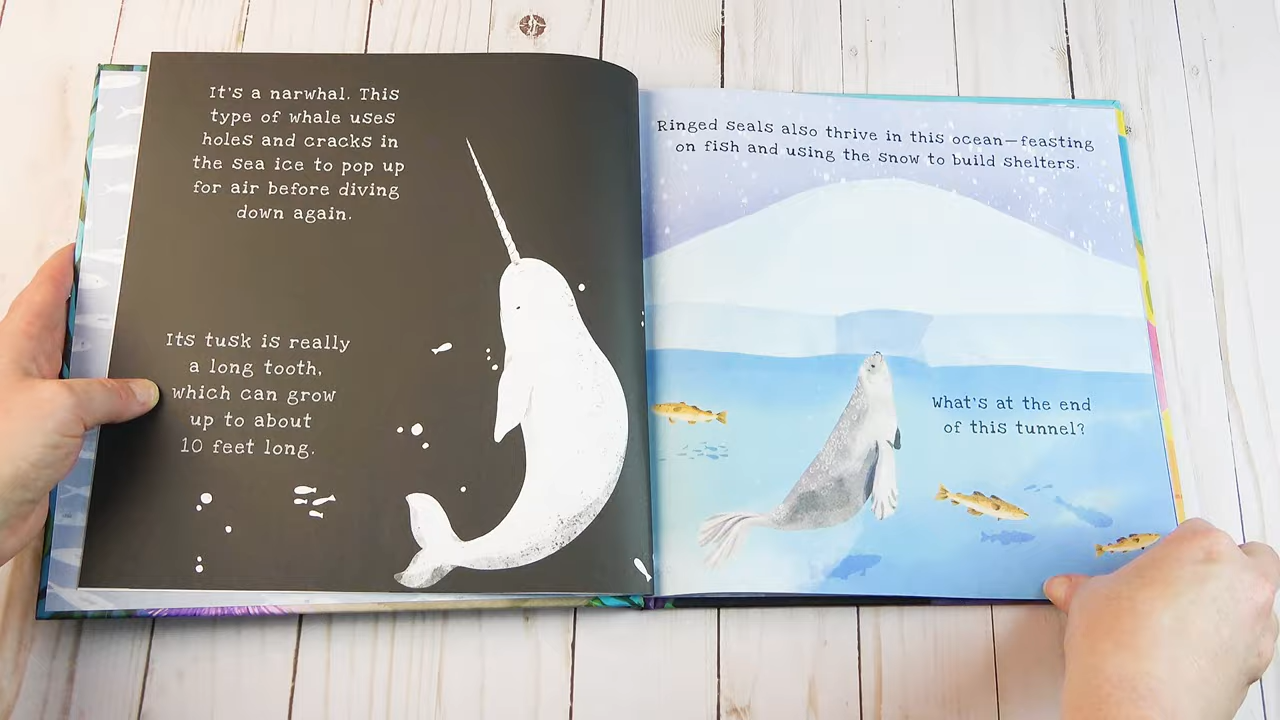 It's a narwhal. This
type of whale uses
holes and cracks in
the sea ice to pop up
for air before diving
down again.
Its tusk is really
a long tooth,
which can grow
up to about
10 feet long.
Ringed seals also thrive in this ocean—feasting
on fish and using the snow to build shelters.
What's at the end
of this tunnel?